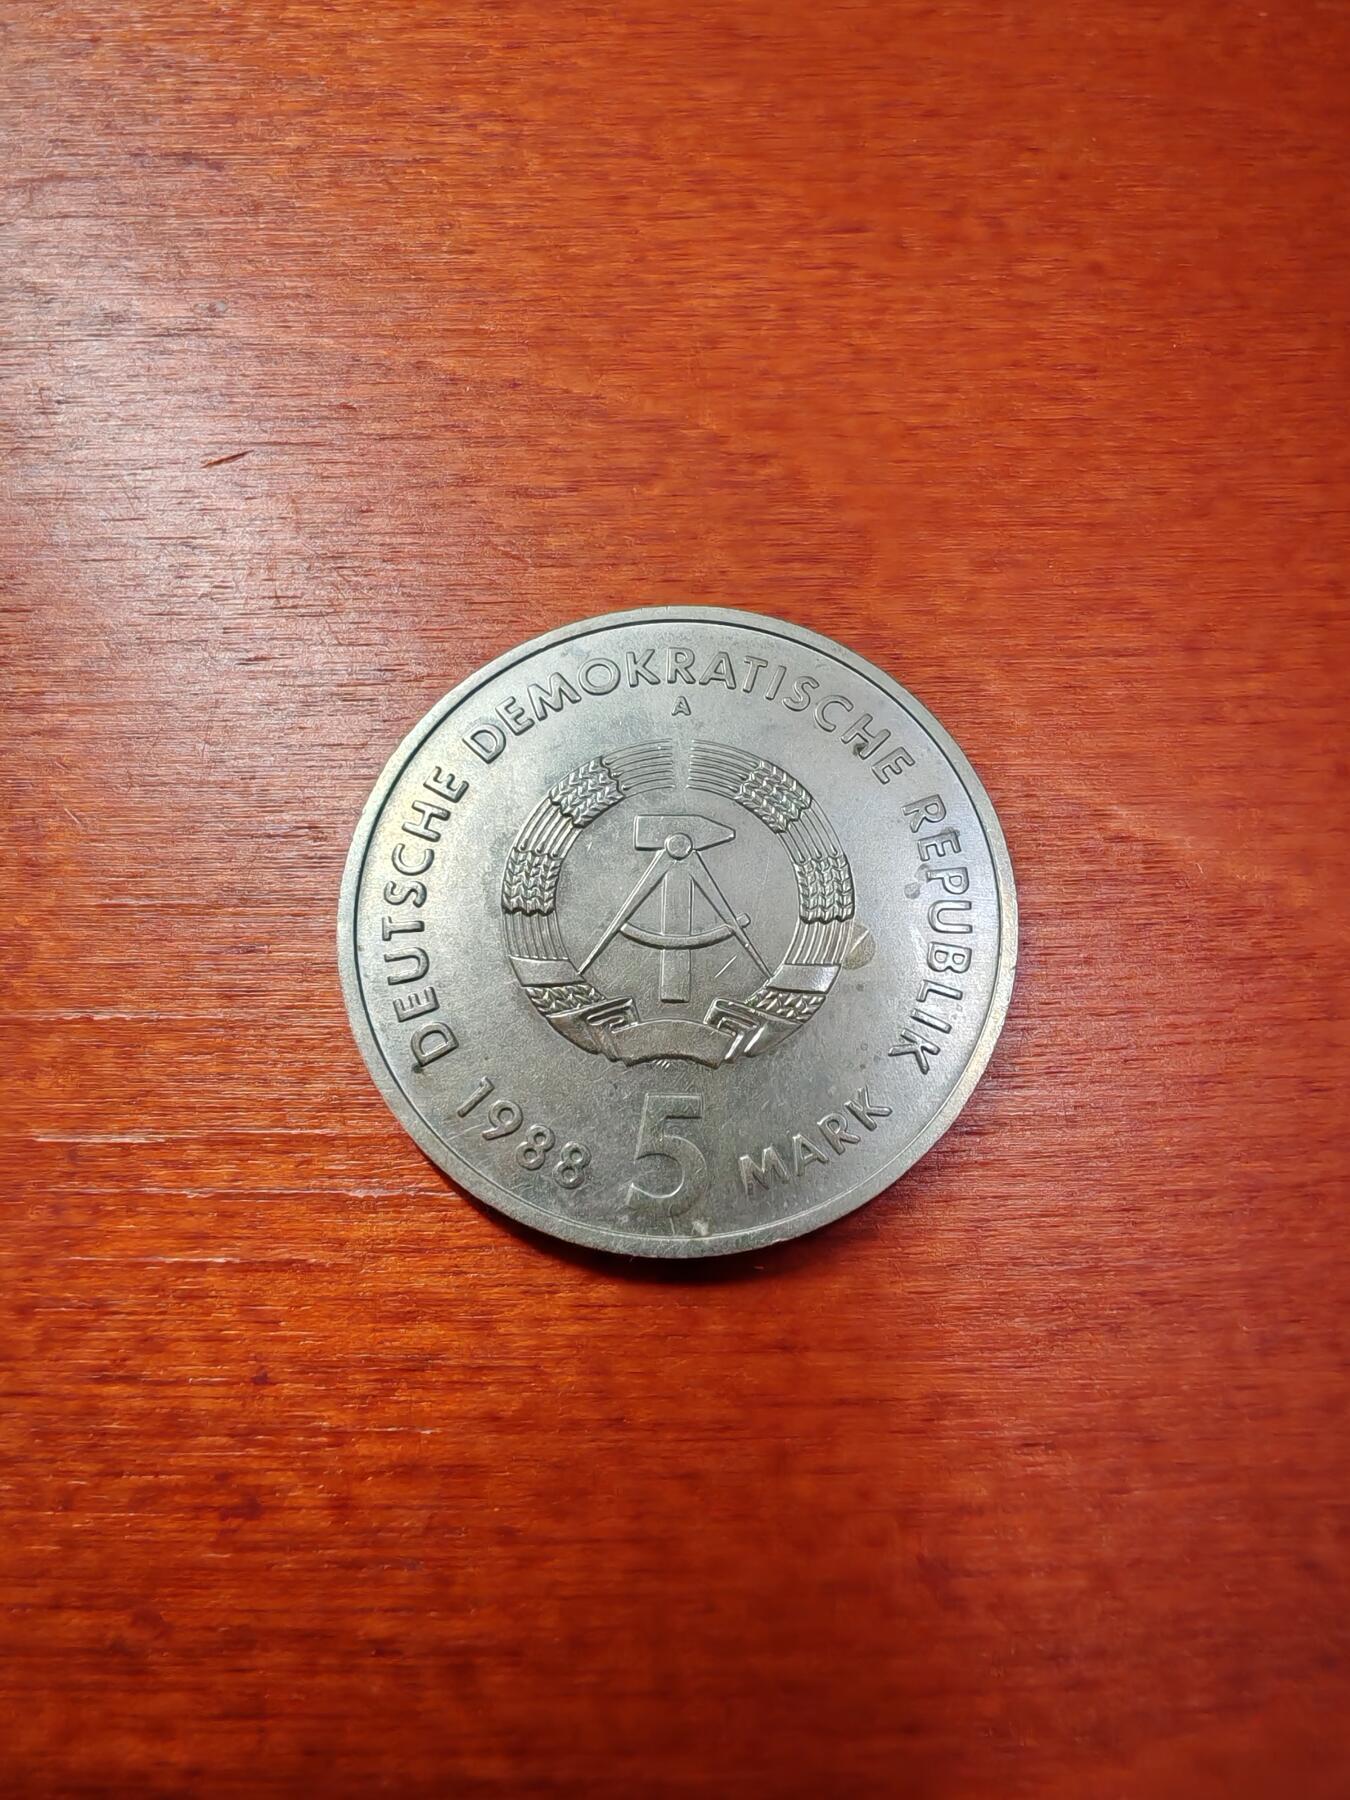 DEUTSCHE DEMOKRATISCHE REPUBLIK
A
1988 5 MARK